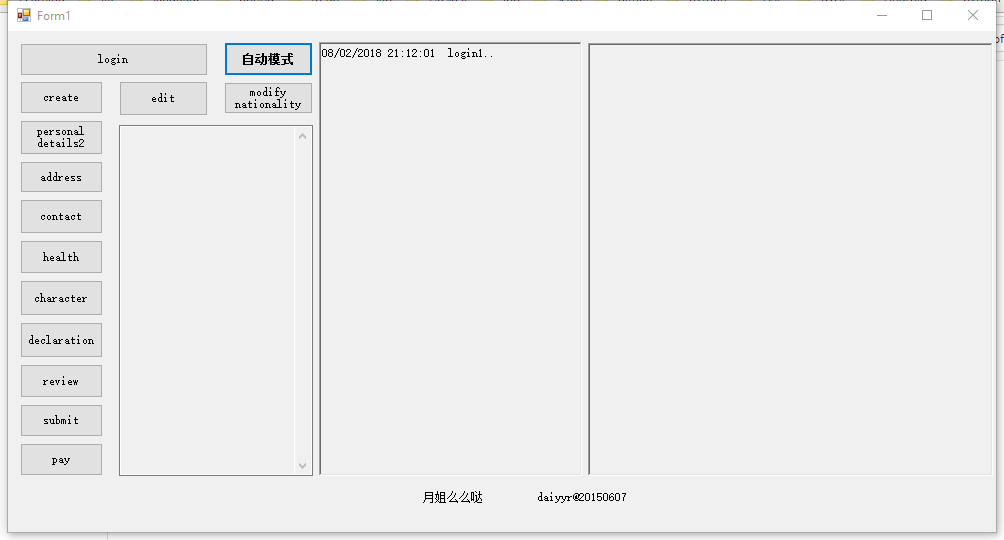 Form1
login
自动模式
08/02/2018 21:12:01 login1..
create
edit
modify
nationality
personal
details2
address
contact
health
character
declaration
review
submit
pay
月姐么么哒
daiyyr@20150607